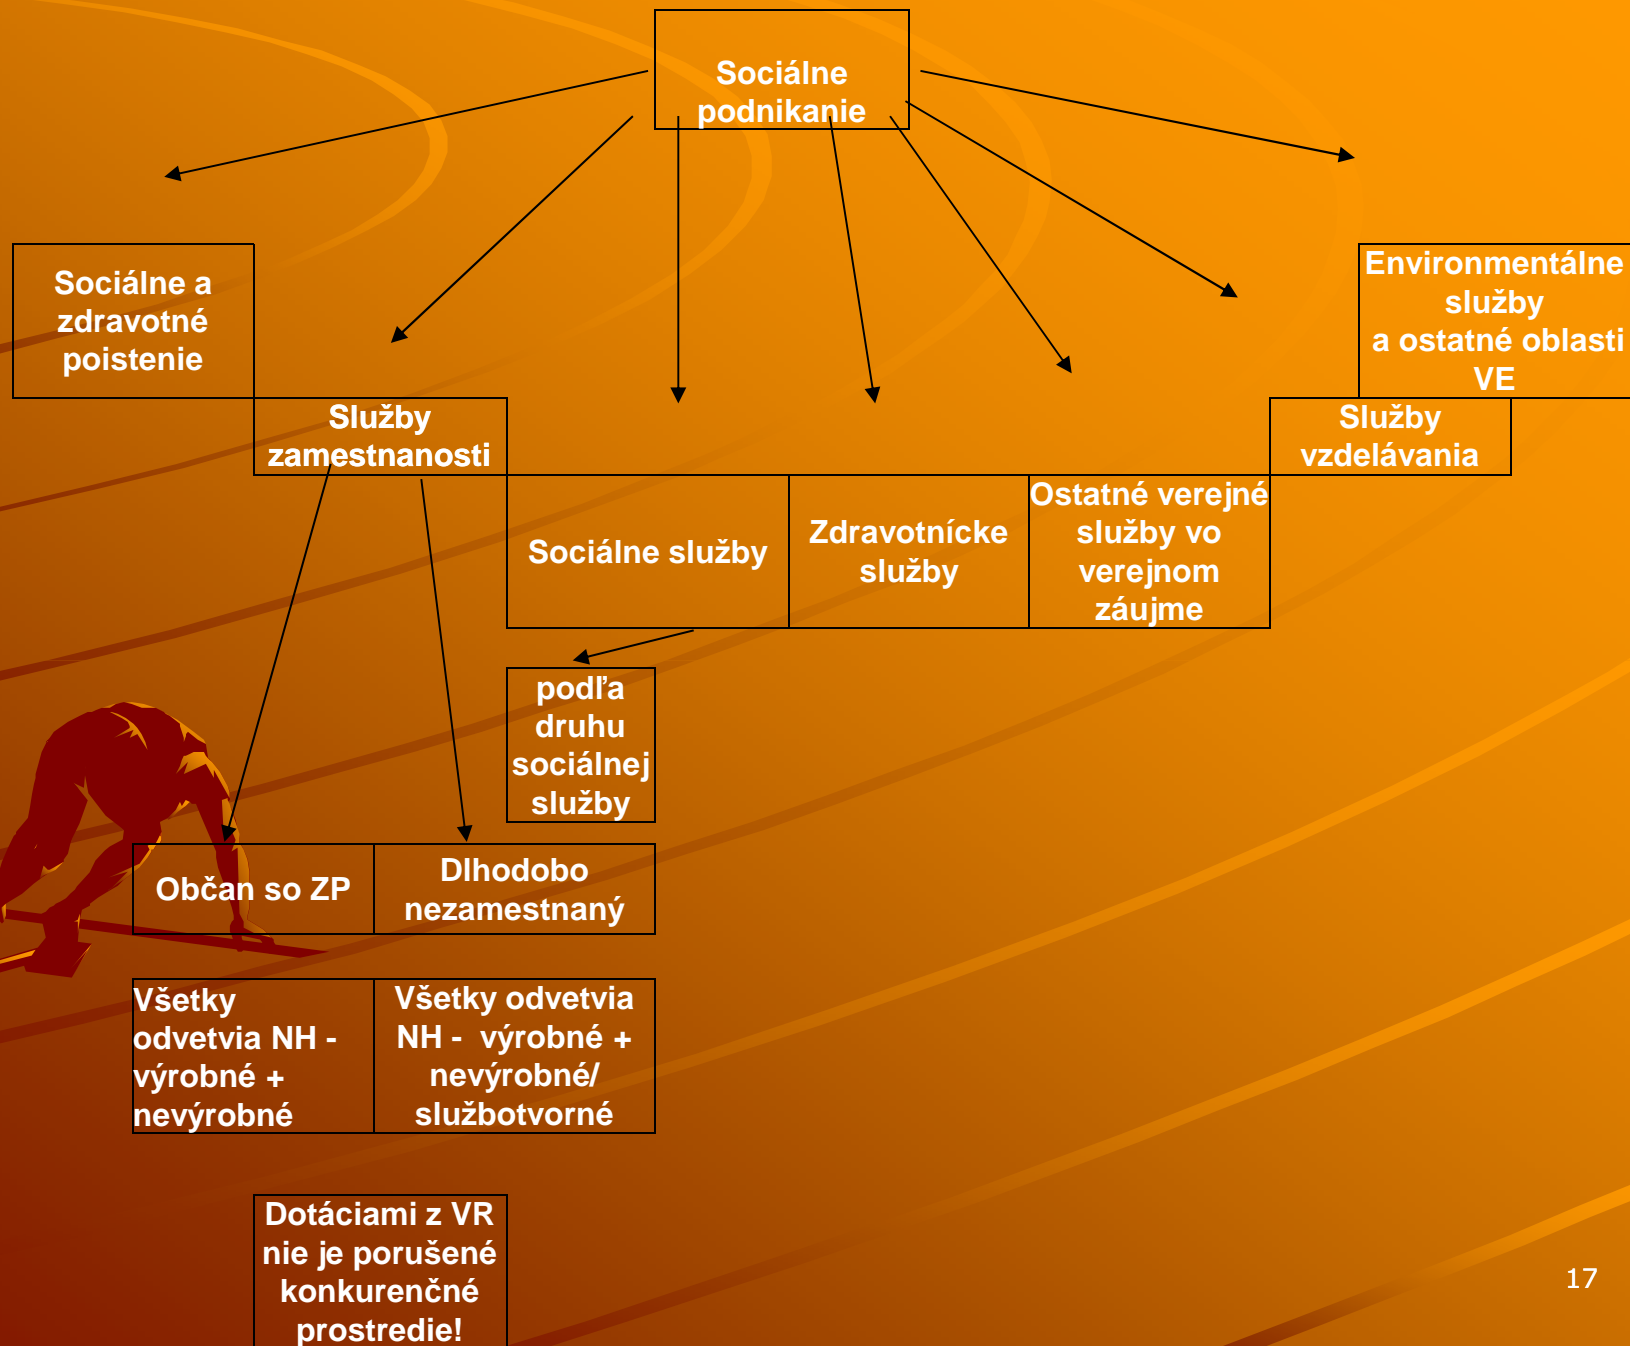 Sociálne
podnikanie
Sociálne a
zdravotné
poistenie
Environmentálne
služby
a ostatné oblasti
VE
Služby
zamestnanosti
Služby
vzdelávania
Sociálne služby
Zdravotnícke
služby
Ostatné verejné
služby vo
verejnom
záujme
podľa
druhu
sociálnej
služby
Občan so ZP
Dlhodobo
nezamestnaný
Všetky
odvetvia NH -
výrobné +
nevýrobné
Všetky odvetvia
NH - výrobné +
nevýrobné/
službotvorné
Dotáciami z VR
nie je porušené
konkurenčné
prostredie!
17